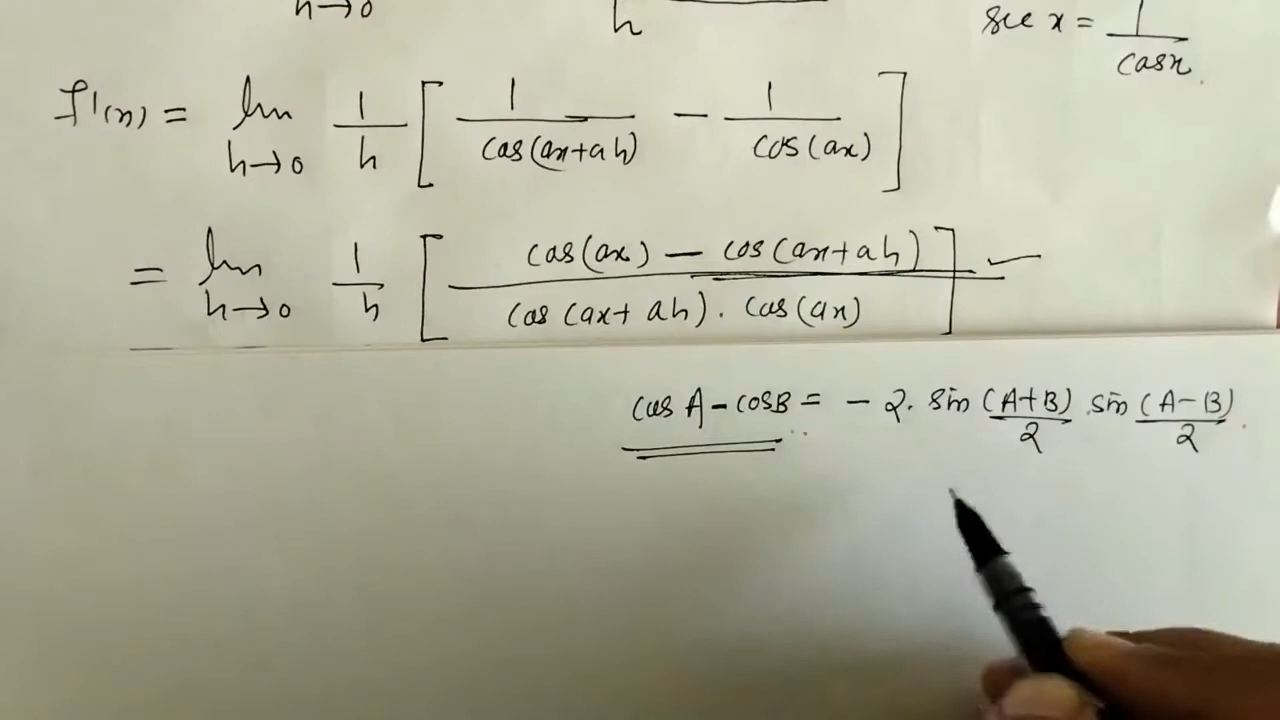 h→0 h sec x = 1/cosx
f'(x) = lim h→0 1/h [ 1/cos(ax+ah) − 1/cos(ax) ]
= lim h→0 1/h [ cos(ax) − cos(ax+ah) / cos(ax+ah) . cos(ax) ]
cos A − cosB = − 2. sin (A+B)/2 . sin (A−B)/2